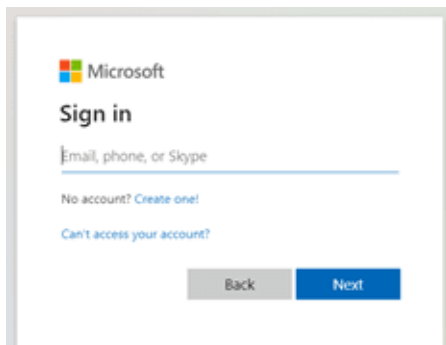 Microsoft
Sign in
Email, phone, or Skype
No account? Create one!
Can't access your account?
Back Next